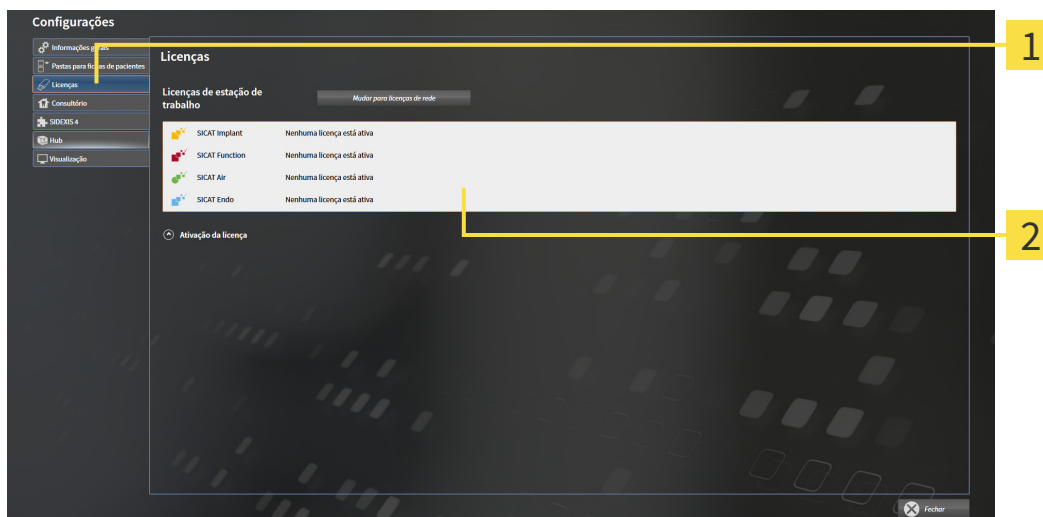 Configurações
Informações gerais
Pastas para fichas de pacientes
Licenças
Consultório
SIDEXIS 4
Hub
Visualização
Licenças
Licenças de estação de
trabalho
Mudar para licenças de rede
SICAT Implant Nenhuma licença está ativa
SICAT Function Nenhuma licença está ativa
SICAT Air Nenhuma licença está ativa
SICAT Endo Nenhuma licença está ativa
Ativação da licença
Fechar
1
2